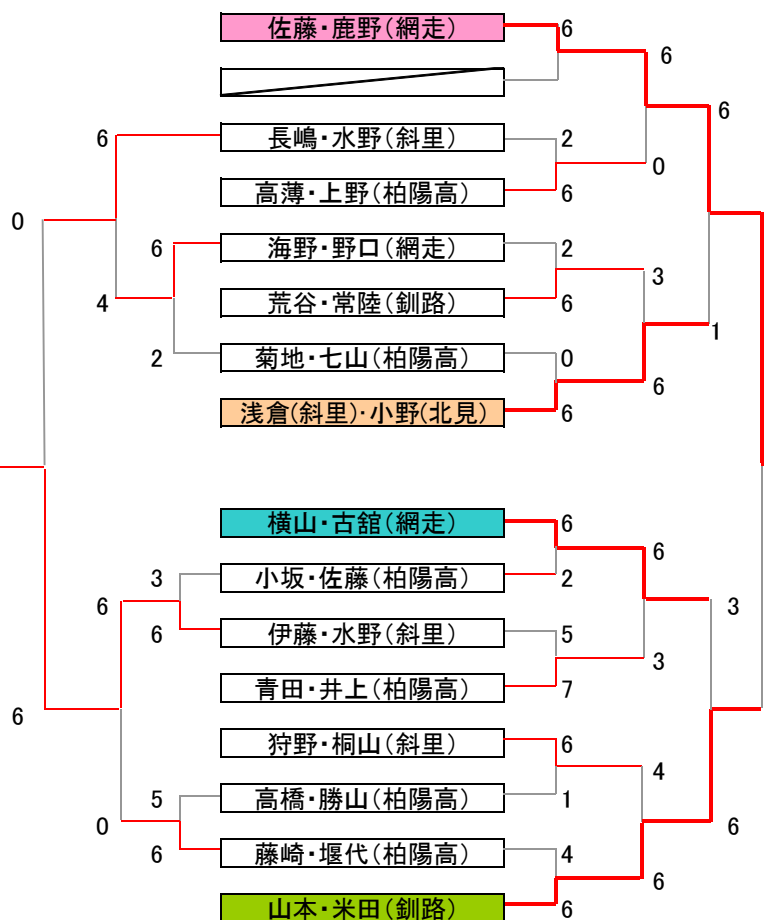 佐藤・鹿野（網走） 6
6
6 長嶋・水野（斜里） 2 6
0 高薄・上野（柏陽高） 6 0
6 海野・野口（網走） 2
4 荒谷・常陸（釧路） 6 3
2 菊地・七山（柏陽高） 0 1
浅倉(斜里)・小野(北見) 6 6
横山・古舘（網走） 6 6
3 小坂・佐藤（柏陽高） 2
6 3
6 伊藤・水野（斜里） 5
青田・井上（柏陽高） 7 3
6 狩野・桐山（斜里） 6 4
5 高橋・勝山（柏陽高） 1
0 6
6 藤崎・堰代（柏陽高） 4
山本・米田（釧路） 6 6